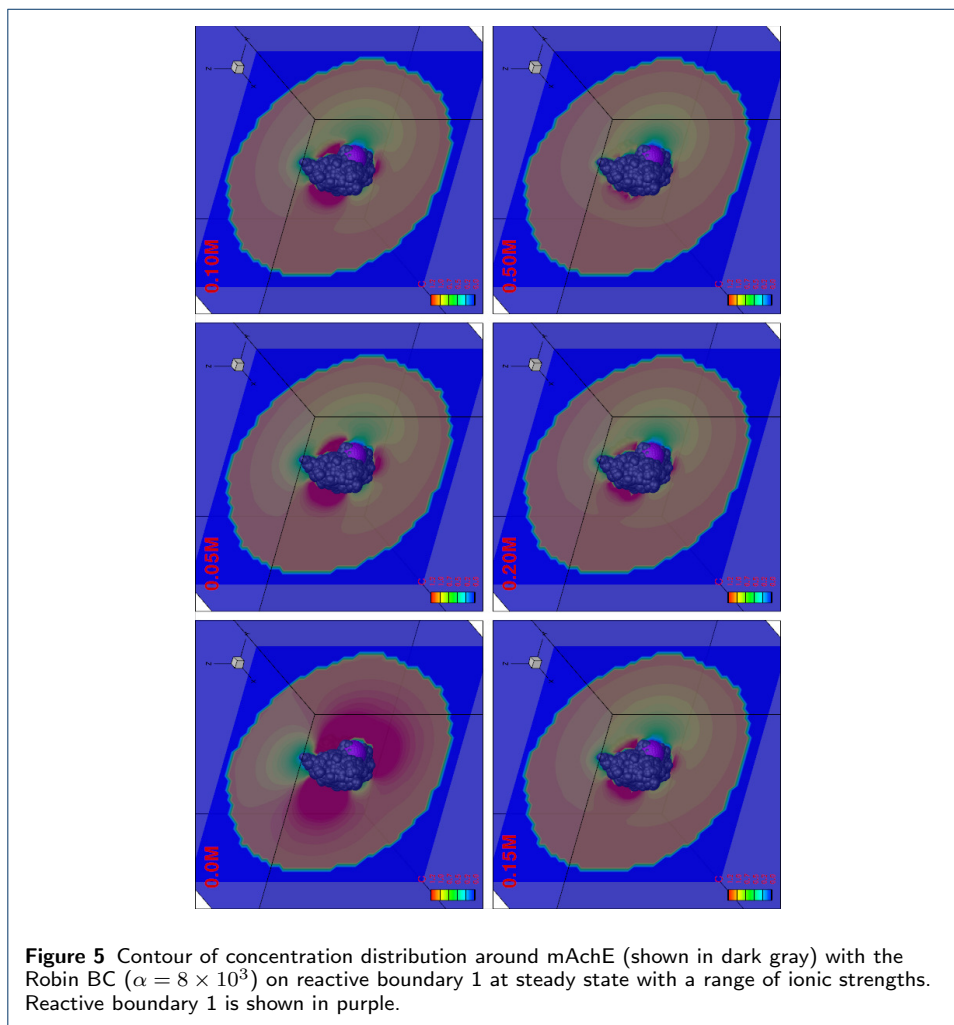 0.10M
0.50M
0.05M
0.20M
0.0M
0.15M
Figure 5 Contour of concentration distribution around mAchE (shown in dark gray) with the
Robin BC (α = 8 × 10³) on reactive boundary 1 at steady state with a range of ionic strengths.
Reactive boundary 1 is shown in purple.